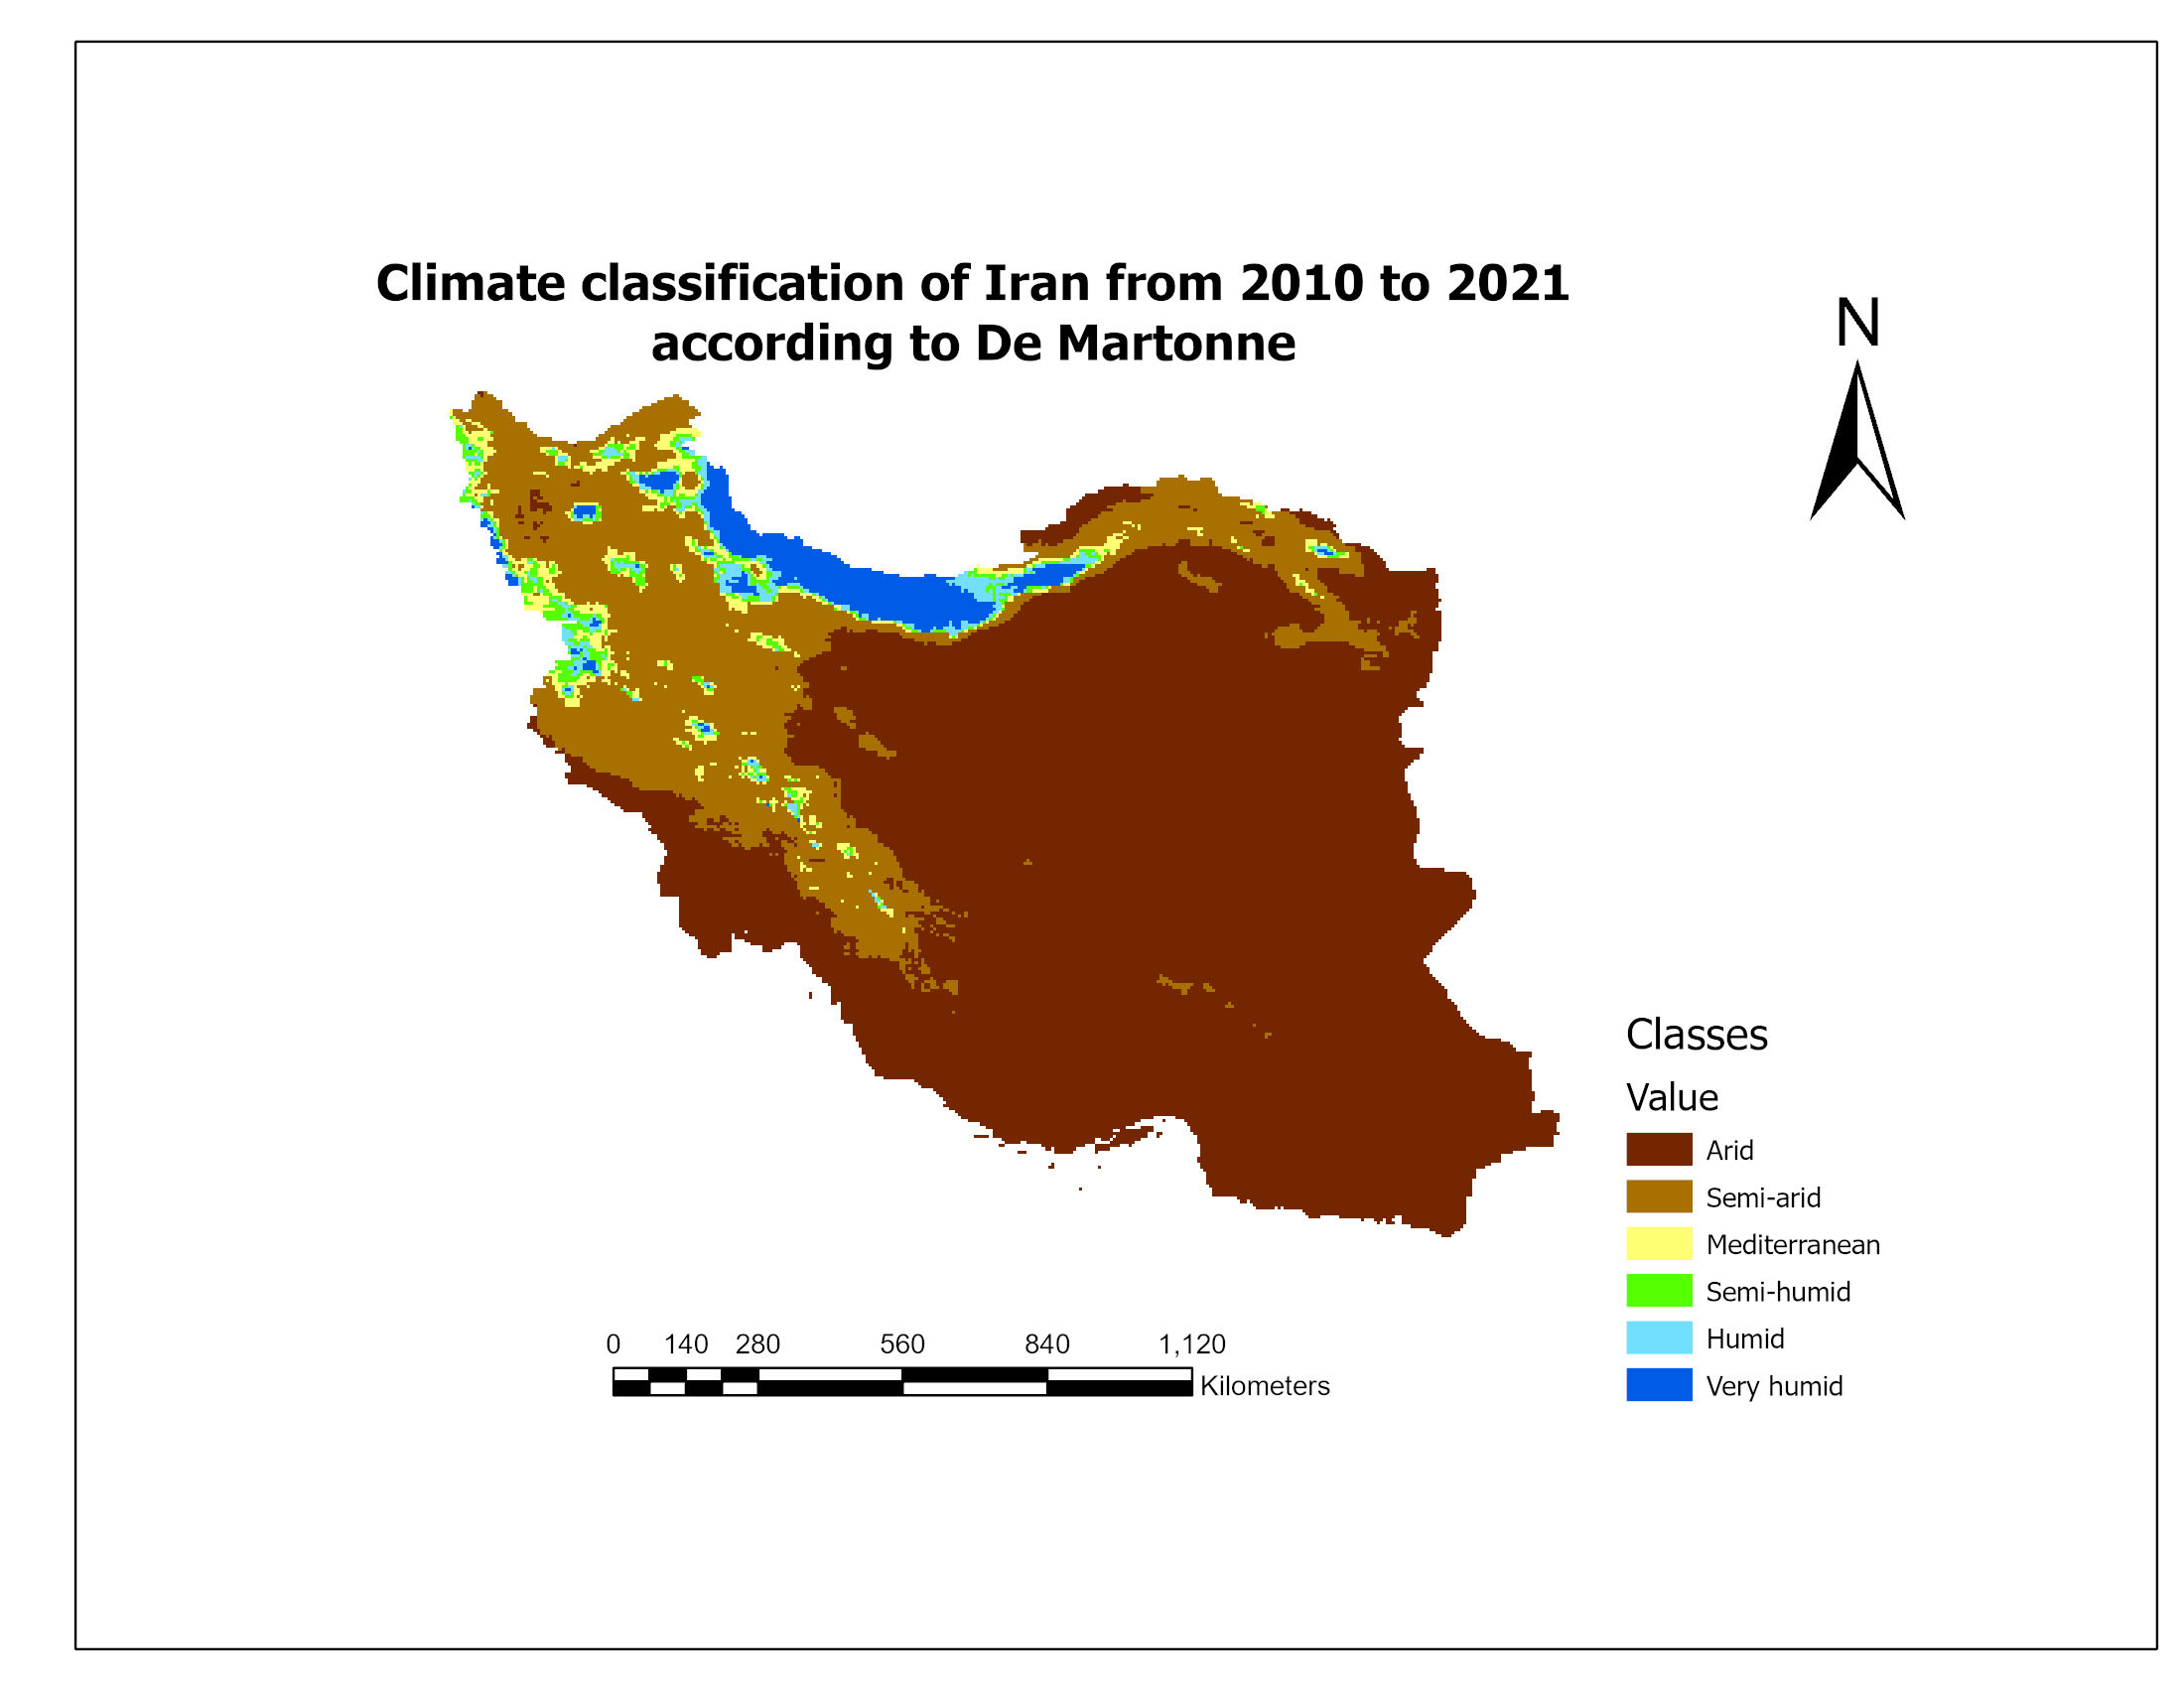 Climate classification of Iran from 2010 to 2021
according to De Martonne
N
Classes
Value
Arid
Semi-arid
Mediterranean
Semi-humid
Humid
Very humid
0 140 280 560 840 1,120
Kilometers